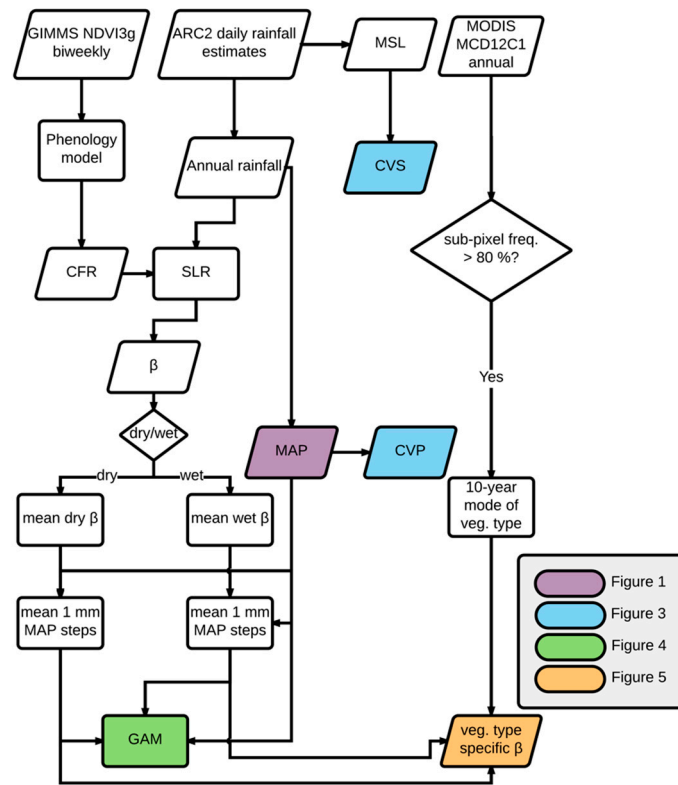 GIMMS NDVI3g
biweekly
ARC2 daily rainfall
estimates
MSL
MODIS
MCD12C1
annual
Phenology
model
Annual rainfall
CVS
sub-pixel freq.
> 80 %?
CFR
SLR
β
Yes
dry/wet
MAP
CVP
dry
wet
mean dry β
mean wet β
10-year
mode of
veg. type
mean 1 mm
MAP steps
mean 1 mm
MAP steps
Figure 1
Figure 3
Figure 4
Figure 5
GAM
veg. type
specific β